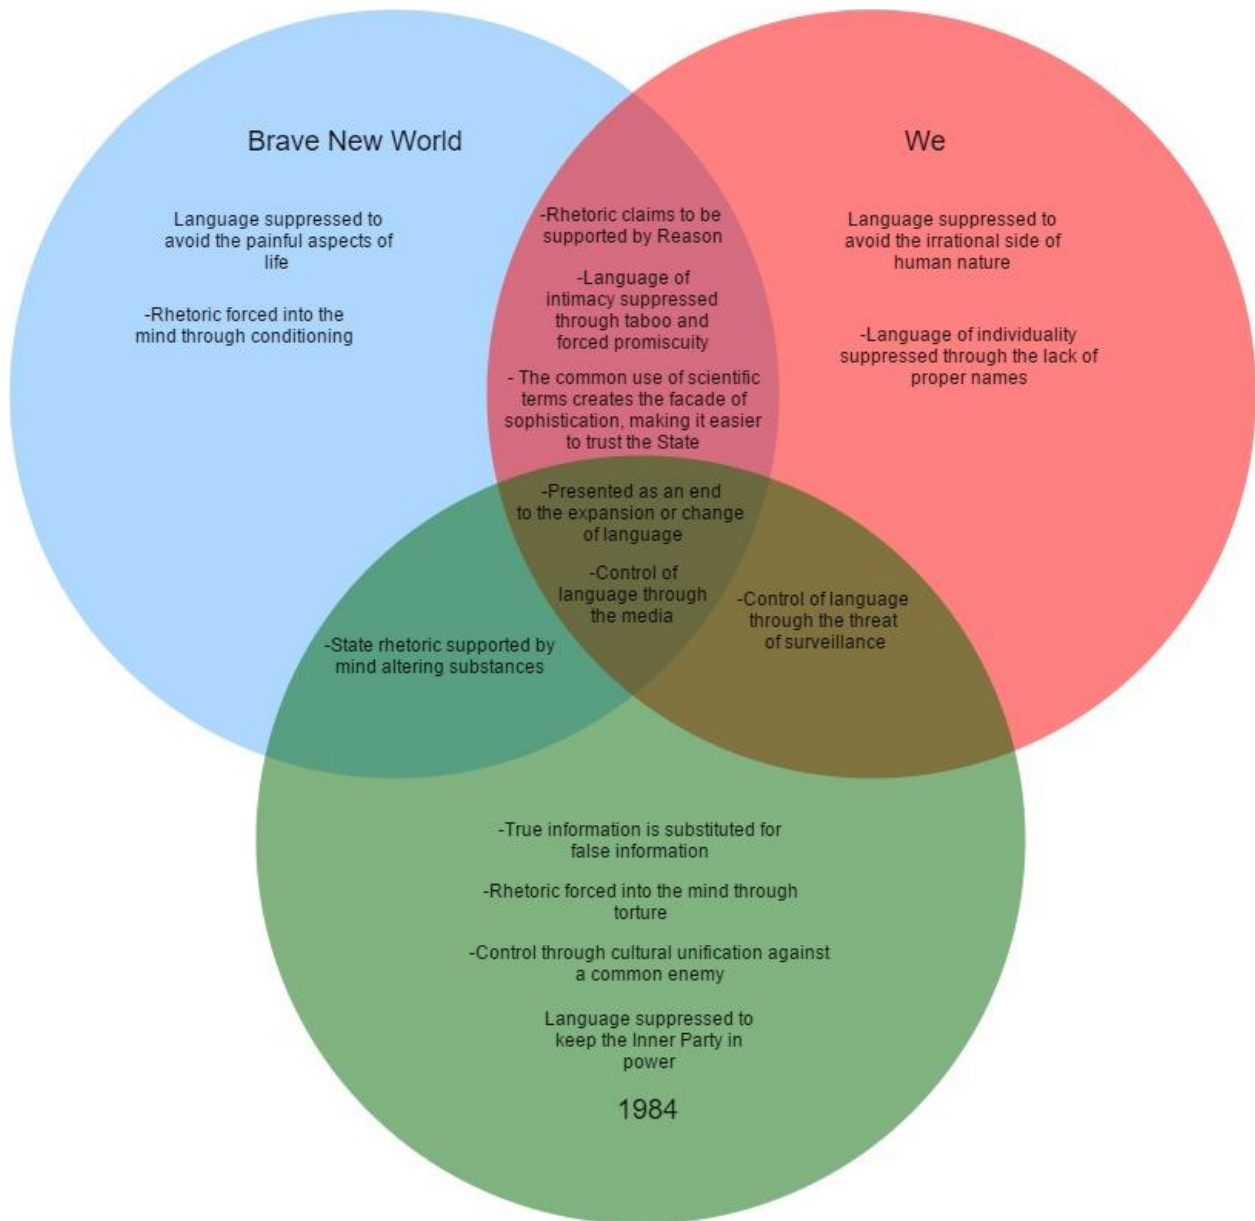 Brave New World
Language suppressed to
avoid the painful aspects of
life
-Rhetoric forced into the
mind through conditioning
-Rhetoric claims to be
supported by Reason
-Language of
intimacy suppressed
through taboo and
forced promiscuity
- The common use of scientific
terms creates the facade of
sophistication, making it easier
to trust the State
We
Language suppressed to
avoid the irrational side of
human nature
-Language of individuality
suppressed through the lack of
proper names
-Presented as an end
to the expansion or change
of language
-Control of
language through
the media
-Control of language
through the threat
of surveillance
-State rhetoric supported by
mind altering substances
-True information is substituted for
false information
-Rhetoric forced into the mind through
torture
-Control through cultural unification against
a common enemy
Language suppressed to
keep the Inner Party in
power
1984